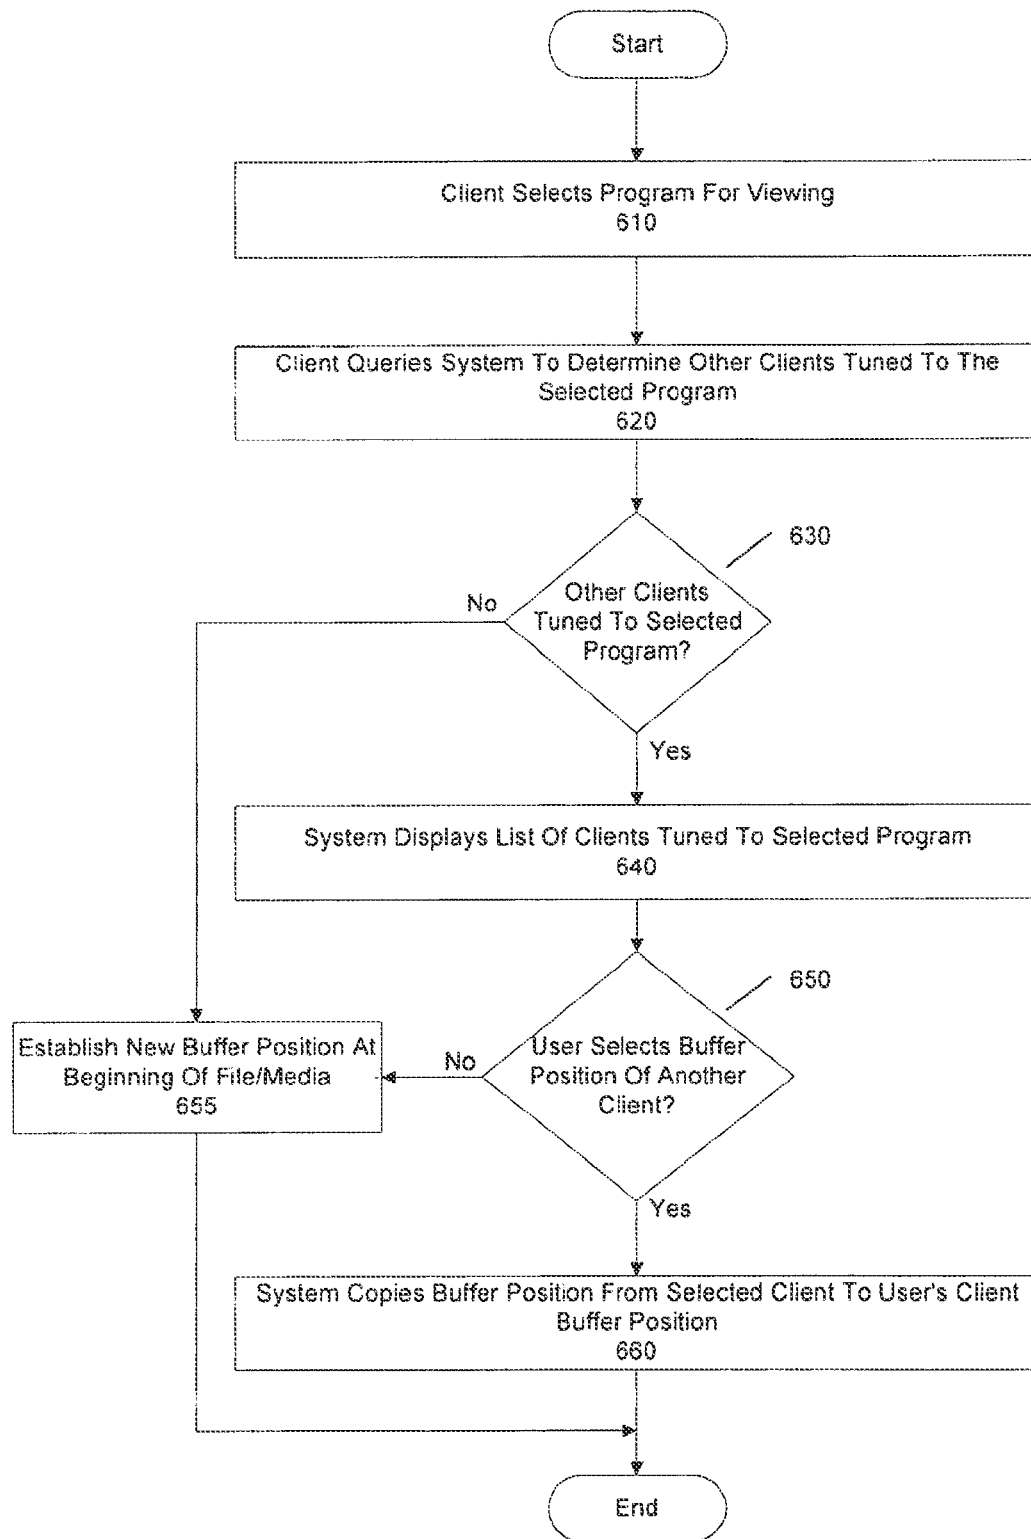 Start
Client Selects Program For Viewing
610
Client Queries System To Determine Other Clients Tuned To The
Selected Program
620
630
Other Clients
Tuned To Selected
Program?
No
Yes
System Displays List Of Clients Tuned To Selected Program
640
650
User Selects Buffer
Position Of Another
Client?
No
Establish New Buffer Position At
Beginning Of File/Media
655
Yes
System Copies Buffer Position From Selected Client To User's Client
Buffer Position
660
End